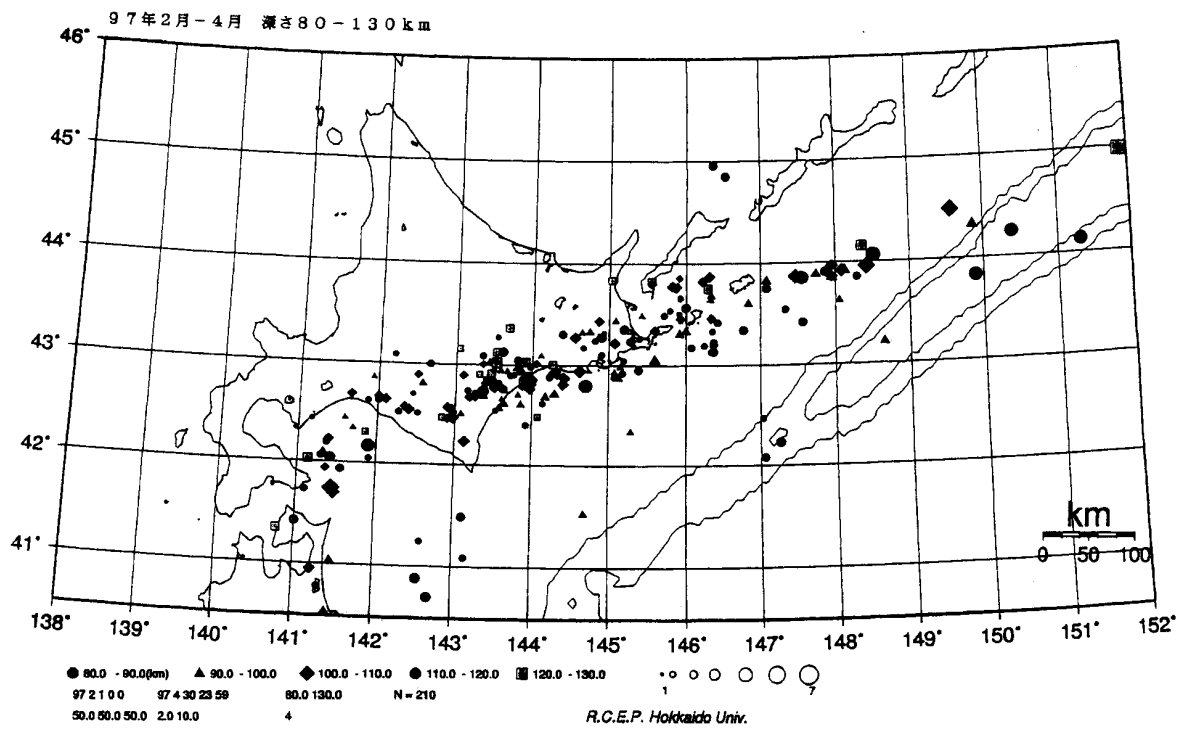 97年2月－4月 深さ80－130km
46°
45°
44°
43°
42°
41°
km
0 50 100
138° 139° 140° 141° 142° 143° 144° 145° 146° 147° 148° 149° 150° 151° 152°
80.0 - 90.0(km) 90.0 - 100.0 100.0 - 110.0 110.0 - 120.0 120.0 - 130.0
1 7
97 2 1 0 0 97 4 30 23 59 80.0 130.0 N = 210
50.0 50.0 50.0 2.0 10.0 4 R.C.E.P. Hokkaido Univ.